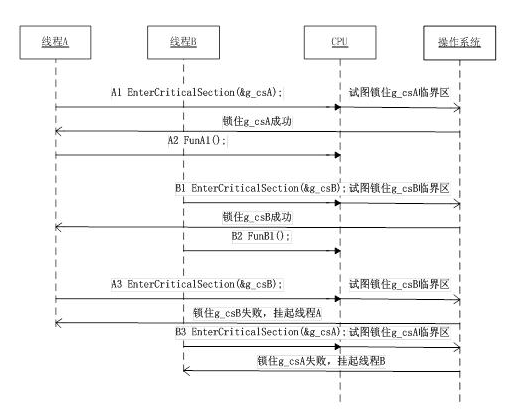 线程A 线程B CPU 操作系统
A1 EnterCriticalSection(&g_csA); 试图锁住g_csA临界区
锁住g_csA成功
A2 FunA1();
B1 EnterCriticalSection(&g_csB); 试图锁住g_csB临界区
锁住g_csB成功
B2 FunB1();
A3 EnterCriticalSection(&g_csB); 试图锁住g_csB临界区
锁住g_csB失败，挂起线程A
B3 EnterCriticalSection(&g_csA); 试图锁住g_csA临界区
锁住g_csA失败，挂起线程B